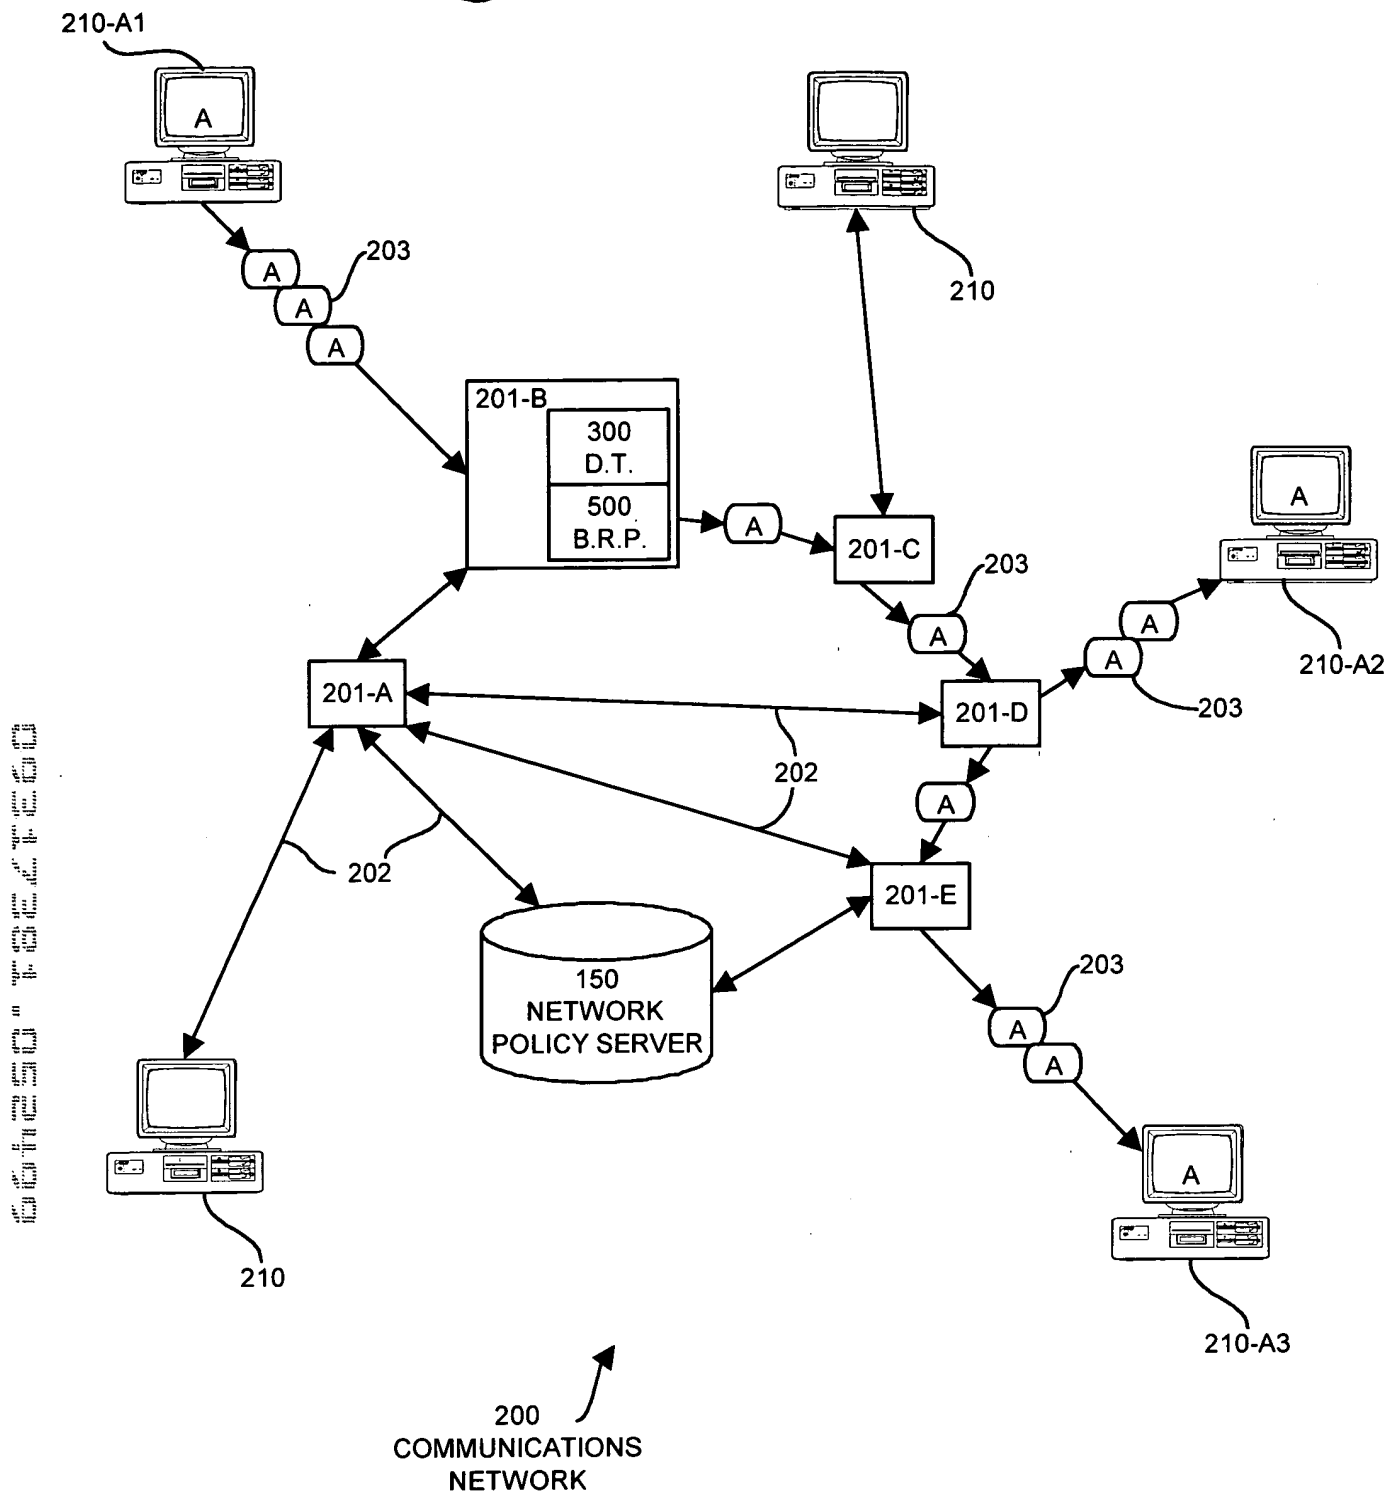 210-A1
A
A
203
A
A
210
201-B
300
D.T.
500
B.R.P.
A
201-C
A
203
A
A
A
210-A2
203
201-A
201-D
202
A
202
201-E
150
NETWORK
POLICY SERVER
203
A
A
A
210
210-A3
200
COMMUNICATIONS
NETWORK